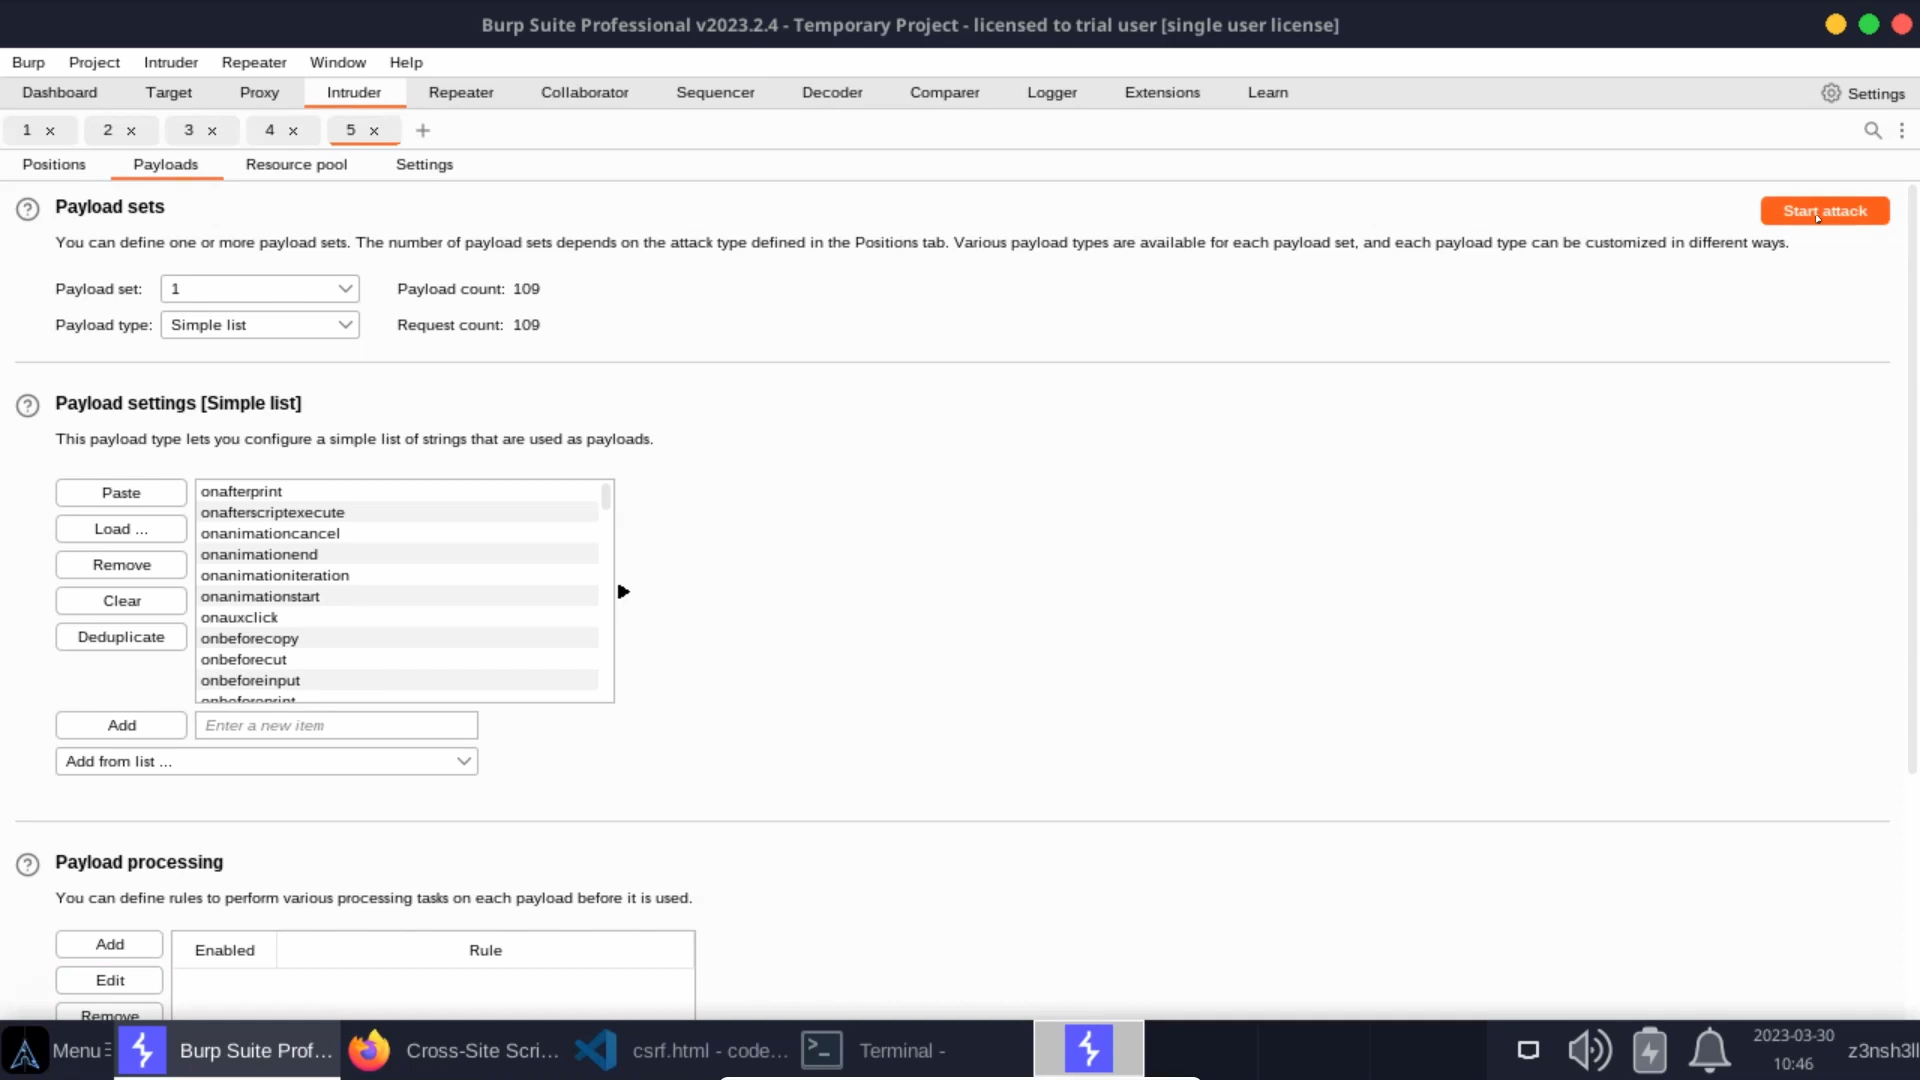 Burp Suite Professional v2023.2.4 - Temporary Project - licensed to trial user [single user license]
Burp Project Intruder Repeater Window Help
Dashboard Target Proxy Intruder Repeater Collaborator Sequencer Decoder Comparer Logger Extensions Learn Settings
1 × 2 × 3 × 4 × 5 × +
Positions Payloads Resource pool Settings
? Payload sets Start attack
You can define one or more payload sets. The number of payload sets depends on the attack type defined in the Positions tab. Various payload types are available for each payload set, and each payload type can be customized in different ways.
Payload set: 1 Payload count: 109
Payload type: Simple list Request count: 109
? Payload settings [Simple list]
This payload type lets you configure a simple list of strings that are used as payloads.
Paste
Load ...
Remove
Clear
Deduplicate
onafterprint
onafterscriptexecute
onanimationcancel
onanimationend
onanimationiteration
onanimationstart
onauxclick
onbeforecopy
onbeforecut
onbeforeinput
onbeforeprint
Add Enter a new item
Add from list ...
? Payload processing
You can define rules to perform various processing tasks on each payload before it is used.
Add Enabled Rule
Edit
Remove
Menu Burp Suite Prof... Cross-Site Scri... csrf.html - code... >_ Terminal - 2023-03-30 z3nsh3ll
10:46